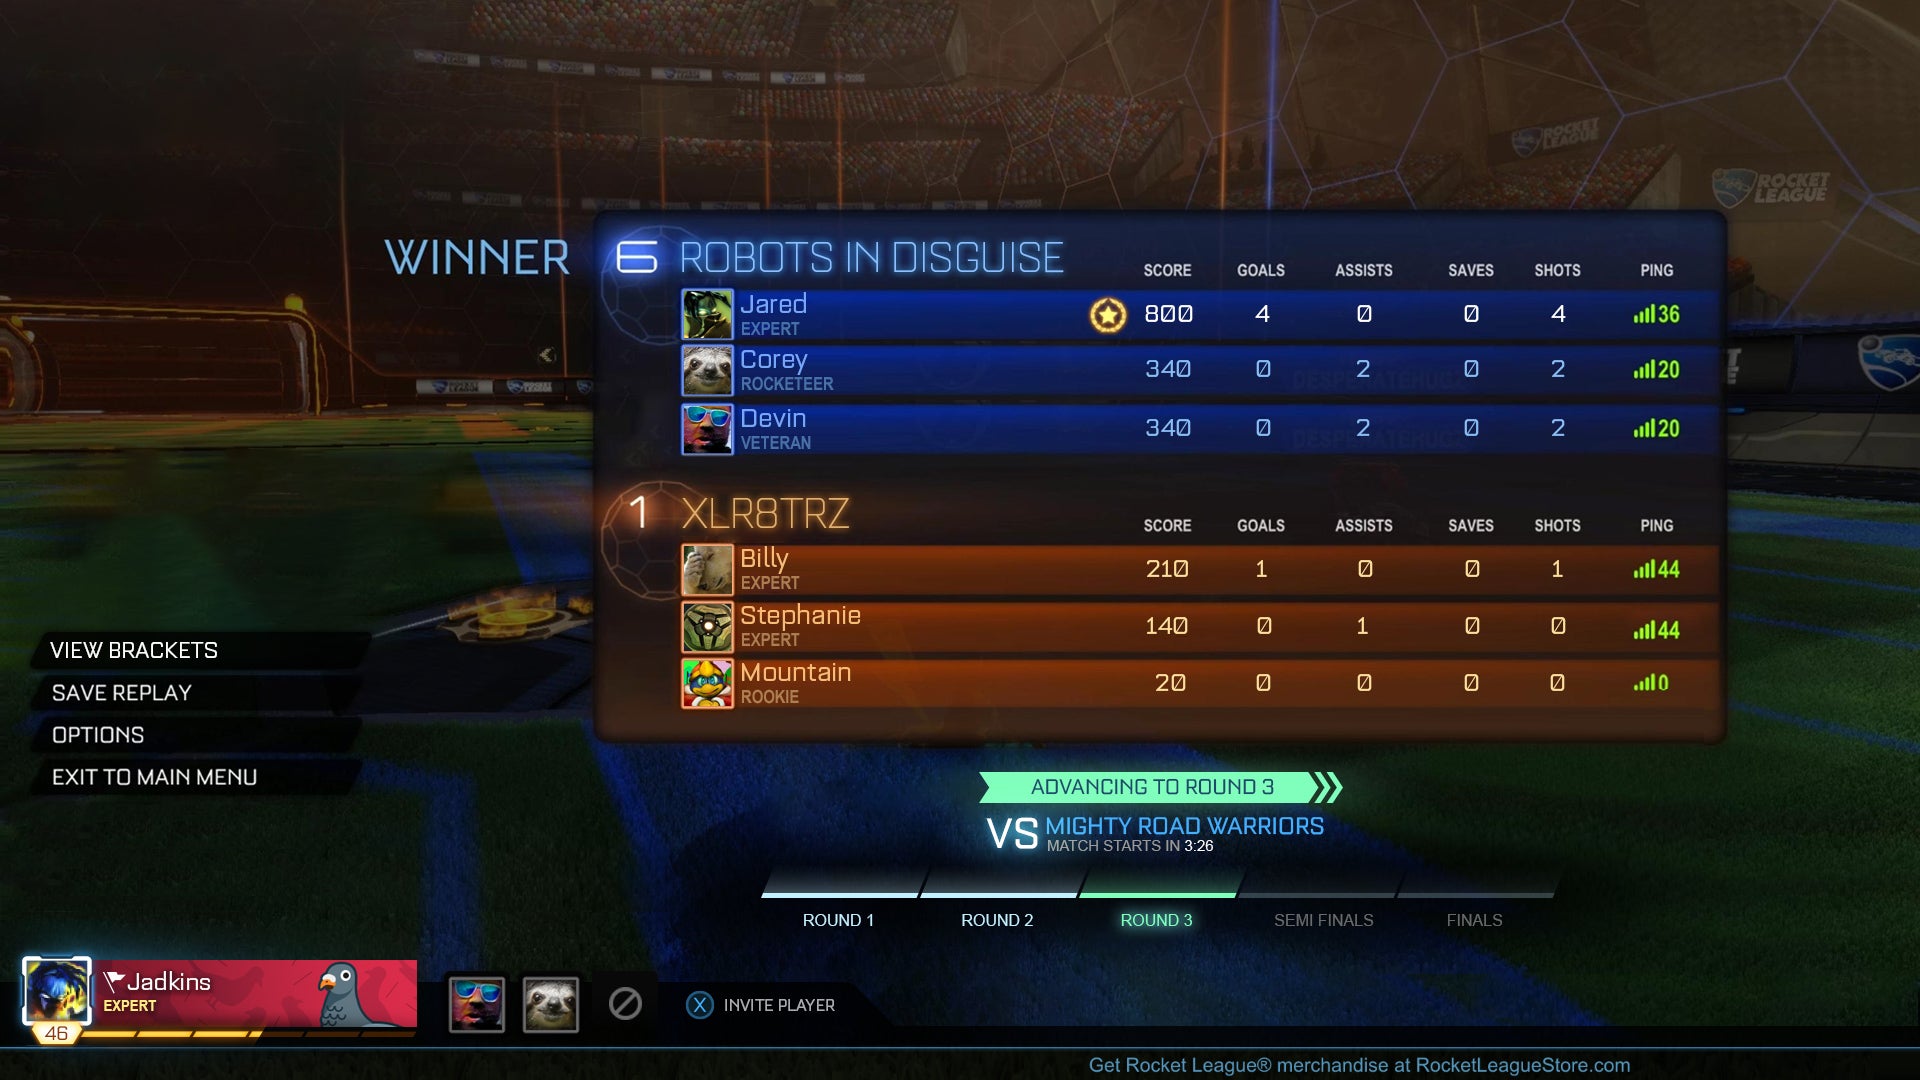 WINNER
6 ROBOTS IN DISGUISE
SCORE GOALS ASSISTS SAVES SHOTS PING
Jared
EXPERT
800 4 0 0 4 36
Corey
ROCKETEER
340 0 2 0 2 20
Devin
VETERAN
340 0 2 0 2 20
1 XLR8TRZ
SCORE GOALS ASSISTS SAVES SHOTS PING
Billy
EXPERT
210 1 0 0 1 44
Stephanie
EXPERT
140 0 1 0 0 44
Mountain
ROOKIE
20 0 0 0 0 0
VIEW BRACKETS
SAVE REPLAY
OPTIONS
EXIT TO MAIN MENU
ADVANCING TO ROUND 3
VS MIGHTY ROAD WARRIORS
MATCH STARTS IN 3:26
ROUND 1 ROUND 2 ROUND 3 SEMI FINALS FINALS
Jadkins
EXPERT
46
X INVITE PLAYER
Get Rocket League® merchandise at RocketLeagueStore.com
ROCKET LEAGUE
ROCKET LEAGUE